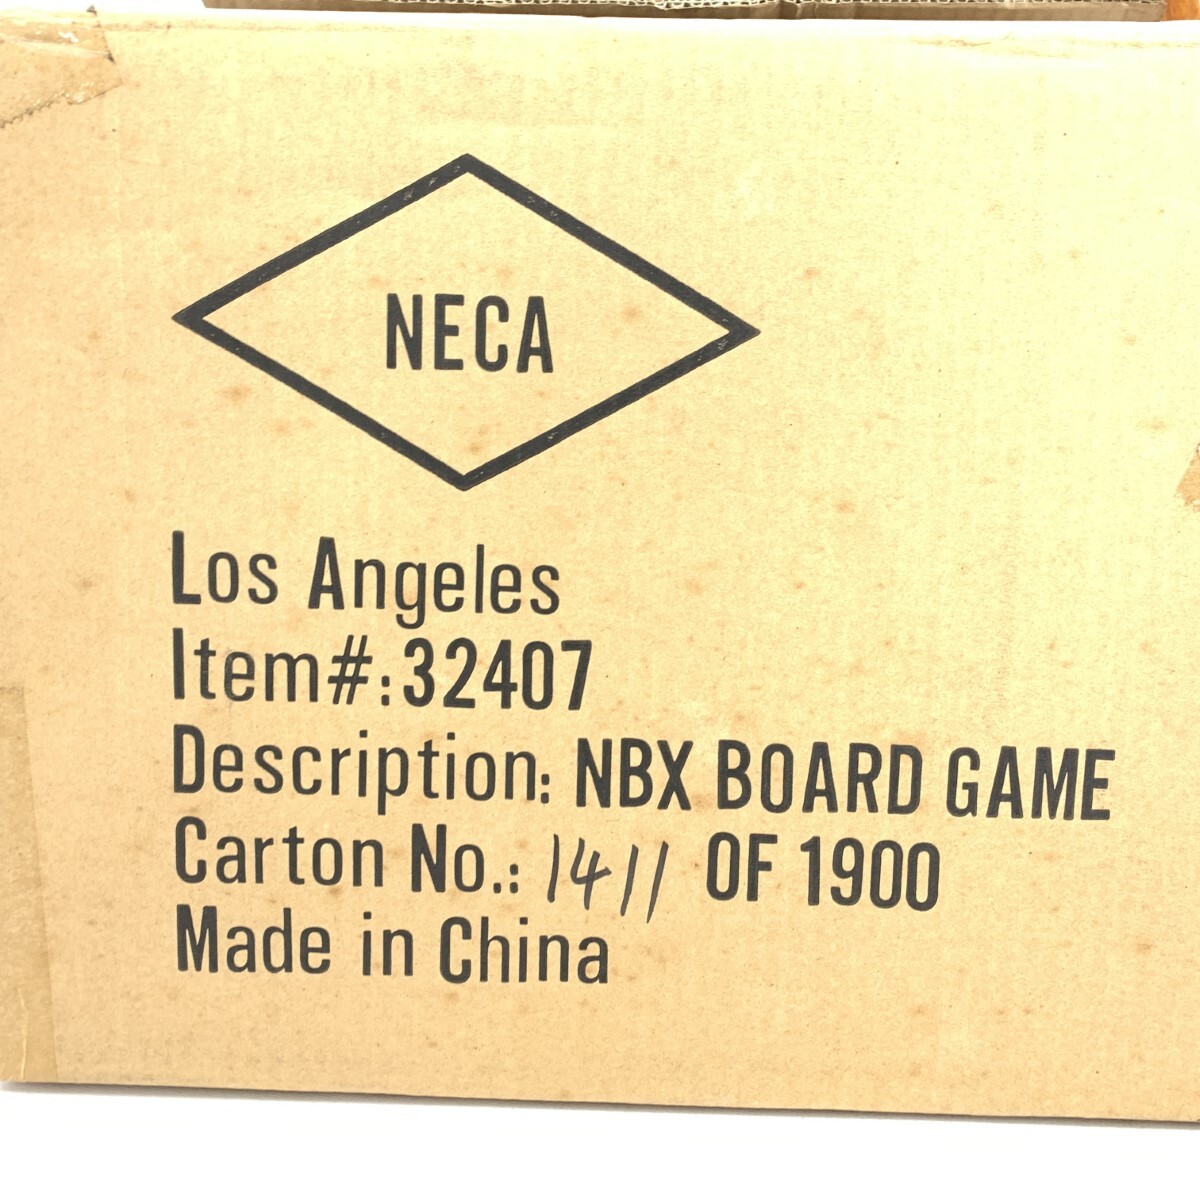 NECA
Los Angeles
Item#:32407
Description: NBX BOARD GAME
Carton No.: 1411 OF 1900
Made in China